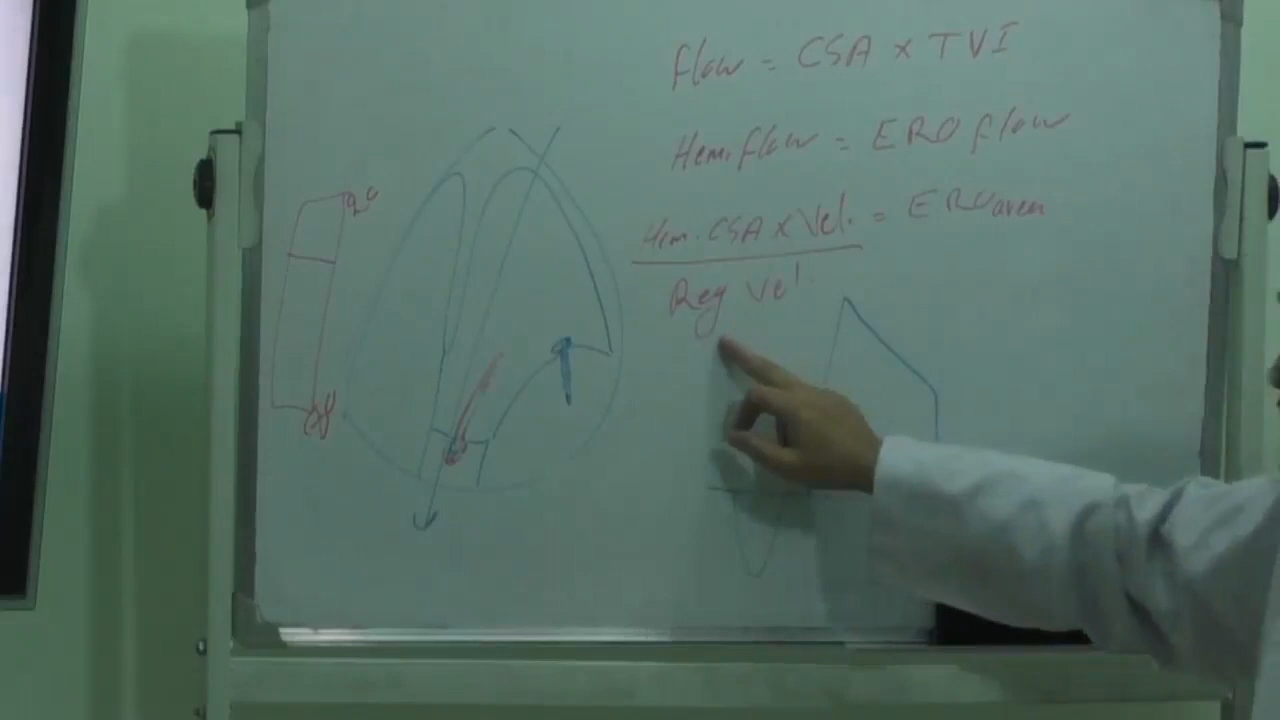 Flow = CSA x TVI
Hem. Flow = ERO flow
Hem. CSA x Vel. = ERO area
Reg Vel.